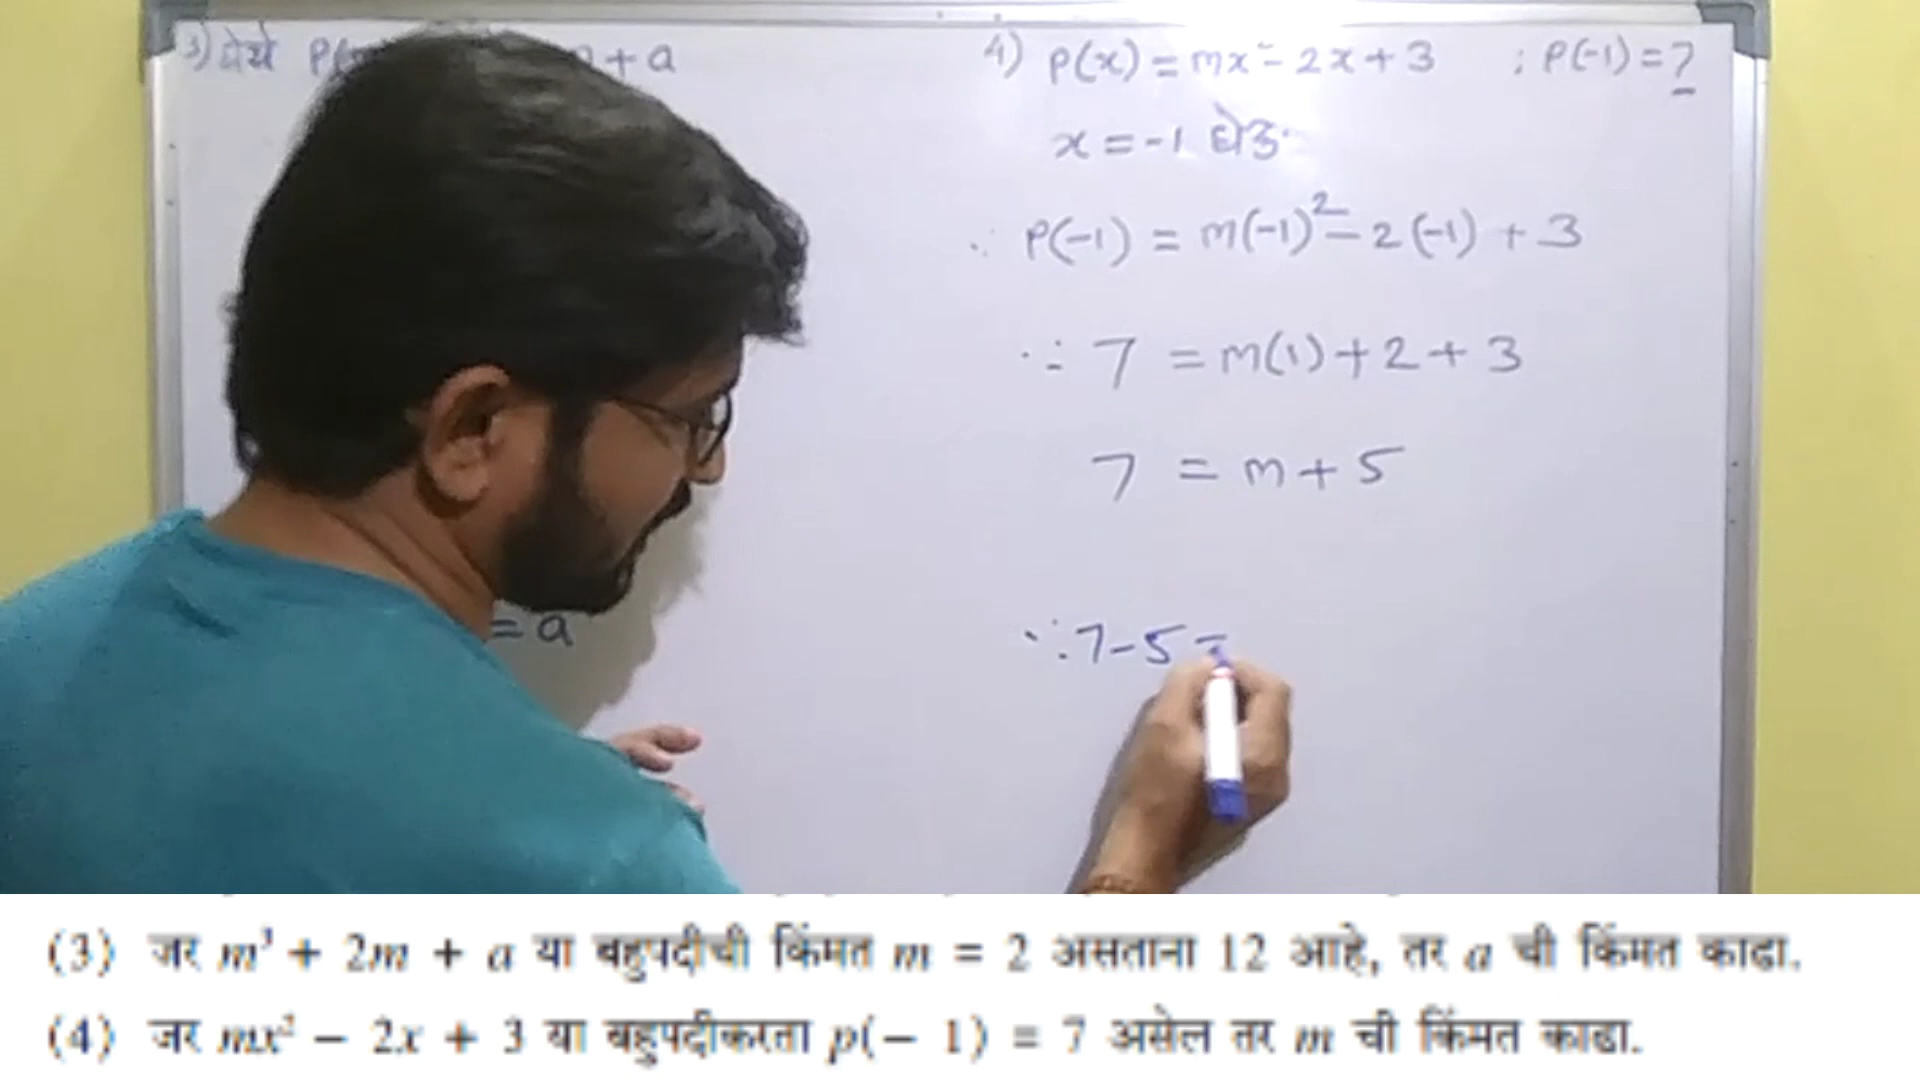 3) घेये P(
+ a
= a
4) P(x) = mx² - 2x + 3 ; P(-1) = 7
x = -1 घेऊ
∴ P(-1) = m(-1)² - 2(-1) + 3
∴ 7 = m(1) + 2 + 3
7 = m + 5
∴ 7 - 5 =
(3) जर m³ + 2m + a या बहुपदीची किंमत m = 2 असताना 12 आहे, तर a ची किंमत काढा.
(4) जर mx² − 2x + 3 या बहुपदीकरता p(− 1) = 7 असेल तर m ची किंमत काढा.